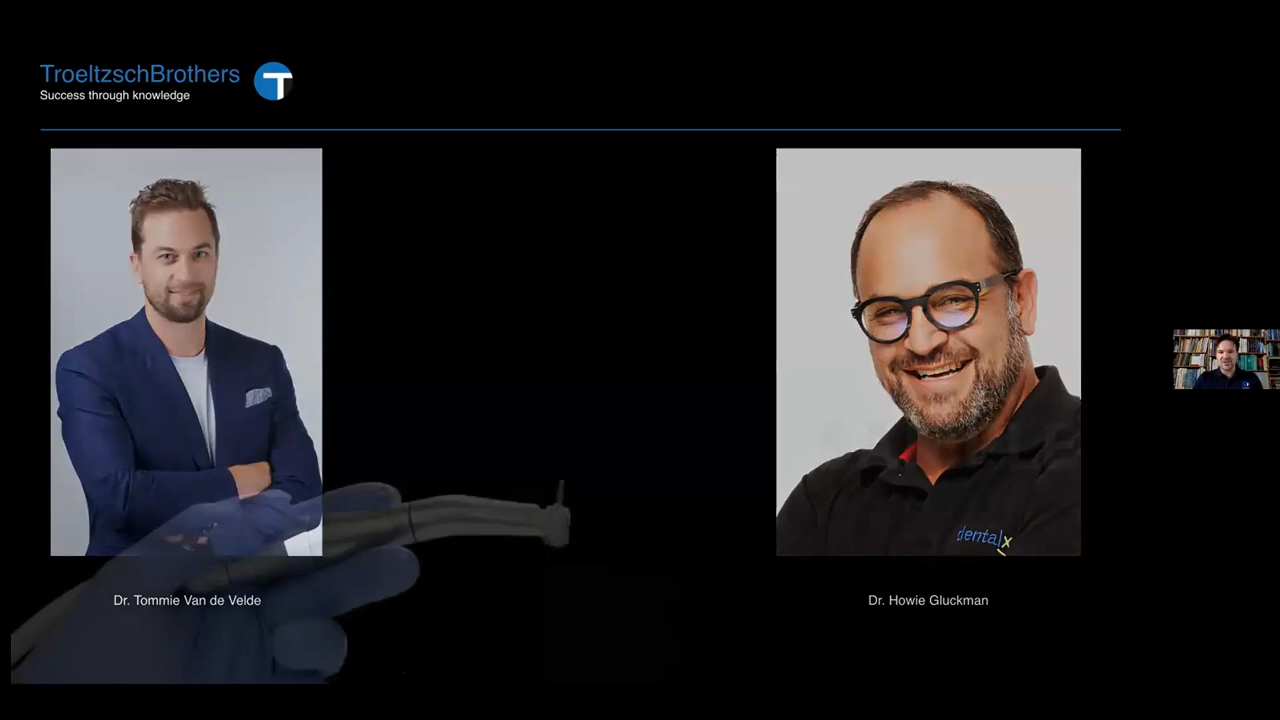 TroeltzschBrothers
Success through knowledge
T
dentalx
Dr. Tommie Van de Velde
Dr. Howie Gluckman